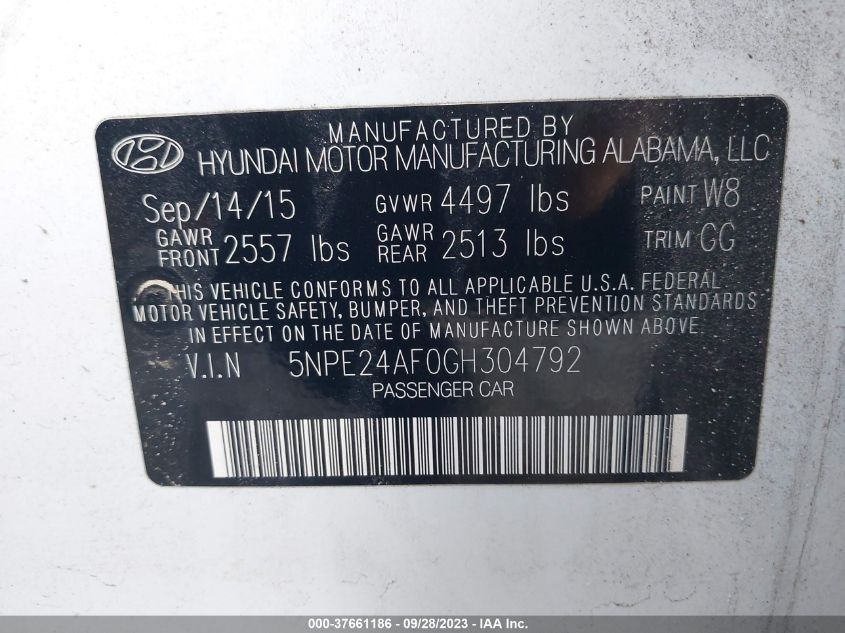 MANUFACTURED BY
HYUNDAI MOTOR MANUFACTURING ALABAMA, LLC
Sep/14/15 GVWR 4497 lbs PAINT W8
GAWR FRONT 2557 lbs GAWR REAR 2513 lbs TRIM GG
THIS VEHICLE CONFORMS TO ALL APPLICABLE U.S.A. FEDERAL
MOTOR VEHICLE SAFETY, BUMPER, AND THEFT PREVENTION STANDARDS
IN EFFECT ON THE DATE OF MANUFACTURE SHOWN ABOVE.
V.I.N 5NPE24AF0GH304792
PASSENGER CAR
000-37661186 - 09/28/2023 - IAA Inc.